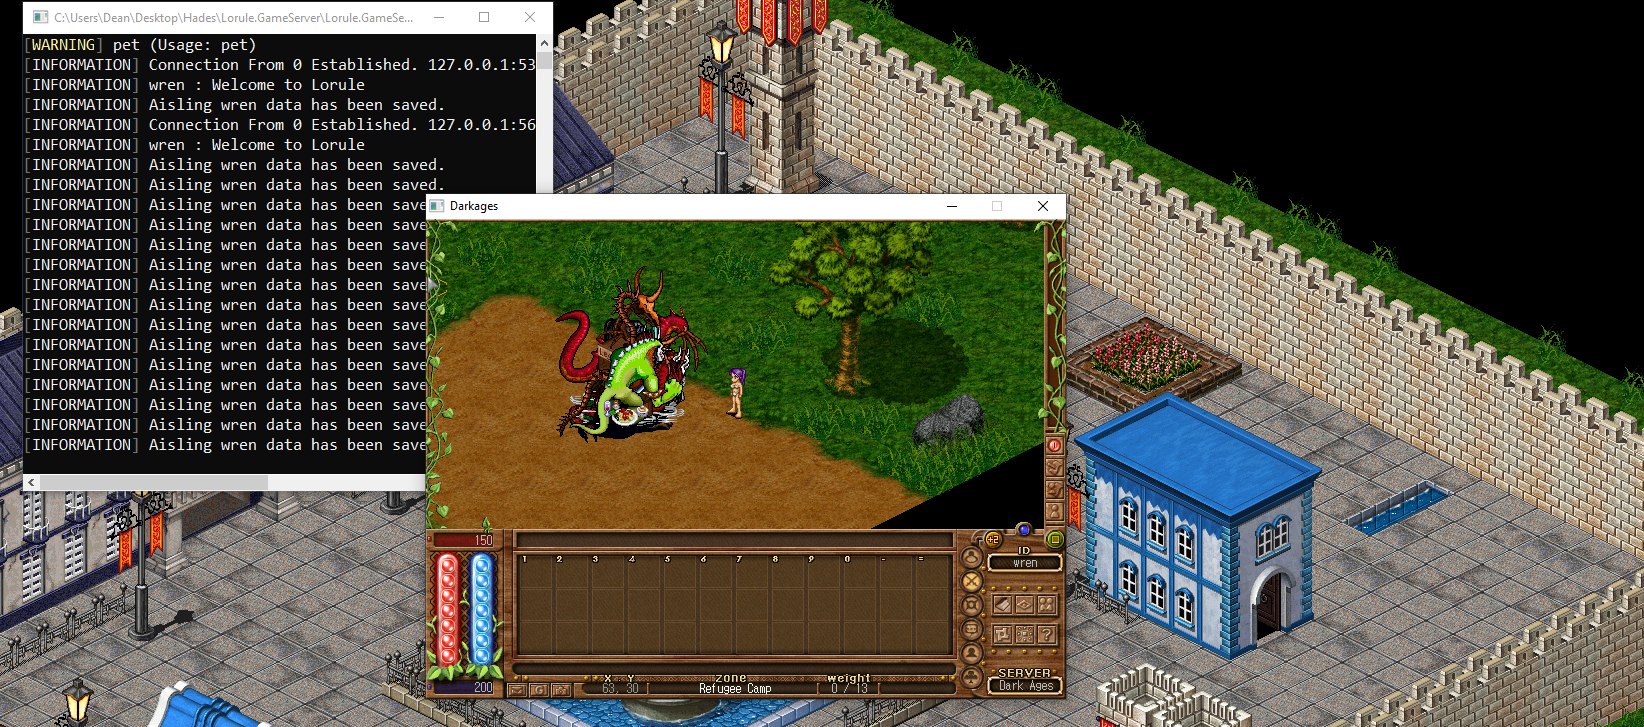 C:\Users\Dean\Desktop\Hades\Lorule.GameServer\Lorule.GameSe...
[WARNING] pet (Usage: pet)
[INFORMATION] Connection From 0 Established. 127.0.0.1:53
[INFORMATION] wren : Welcome to Lorule
[INFORMATION] Aisling wren data has been saved.
[INFORMATION] Connection From 0 Established. 127.0.0.1:56
[INFORMATION] wren : Welcome to Lorule
[INFORMATION] Aisling wren data has been saved.
[INFORMATION] Aisling wren data has been saved.
[INFORMATION] Aisling wren data has been save
[INFORMATION] Aisling wren data has been save
[INFORMATION] Aisling wren data has been save
[INFORMATION] Aisling wren data has been save
[INFORMATION] Aisling wren data has been save
[INFORMATION] Aisling wren data has been save
[INFORMATION] Aisling wren data has been save
[INFORMATION] Aisling wren data has been save
[INFORMATION] Aisling wren data has been save
[INFORMATION] Aisling wren data has been save
[INFORMATION] Aisling wren data has been save
[INFORMATION] Aisling wren data has been save
[INFORMATION] Aisling wren data has been save
Darkages
150
1 2 3 4 5 6 7 8 9 0 - =
+2
ID
wren
?
200
X Y zone weight
63, 30 Refugee Camp 0 / 13
G
SERVER
Dark Ages